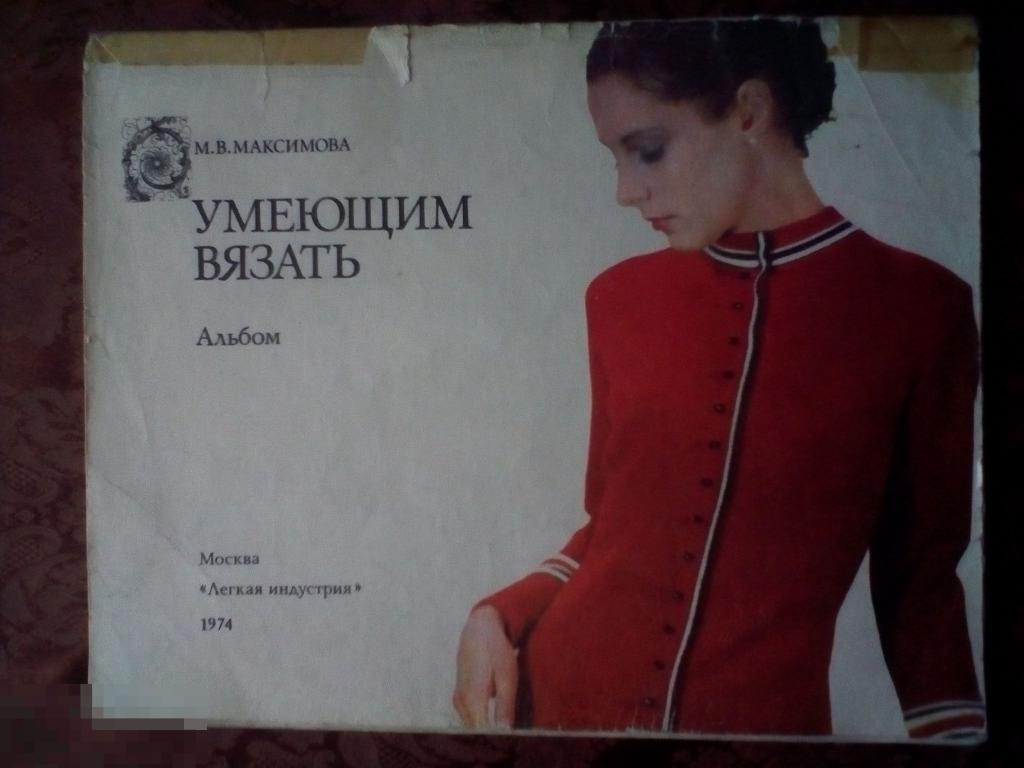 М.В.МАКСИМОВА
УМЕЮЩИМ
ВЯЗАТЬ
Альбом
Москва
«Легкая индустрия»
1974